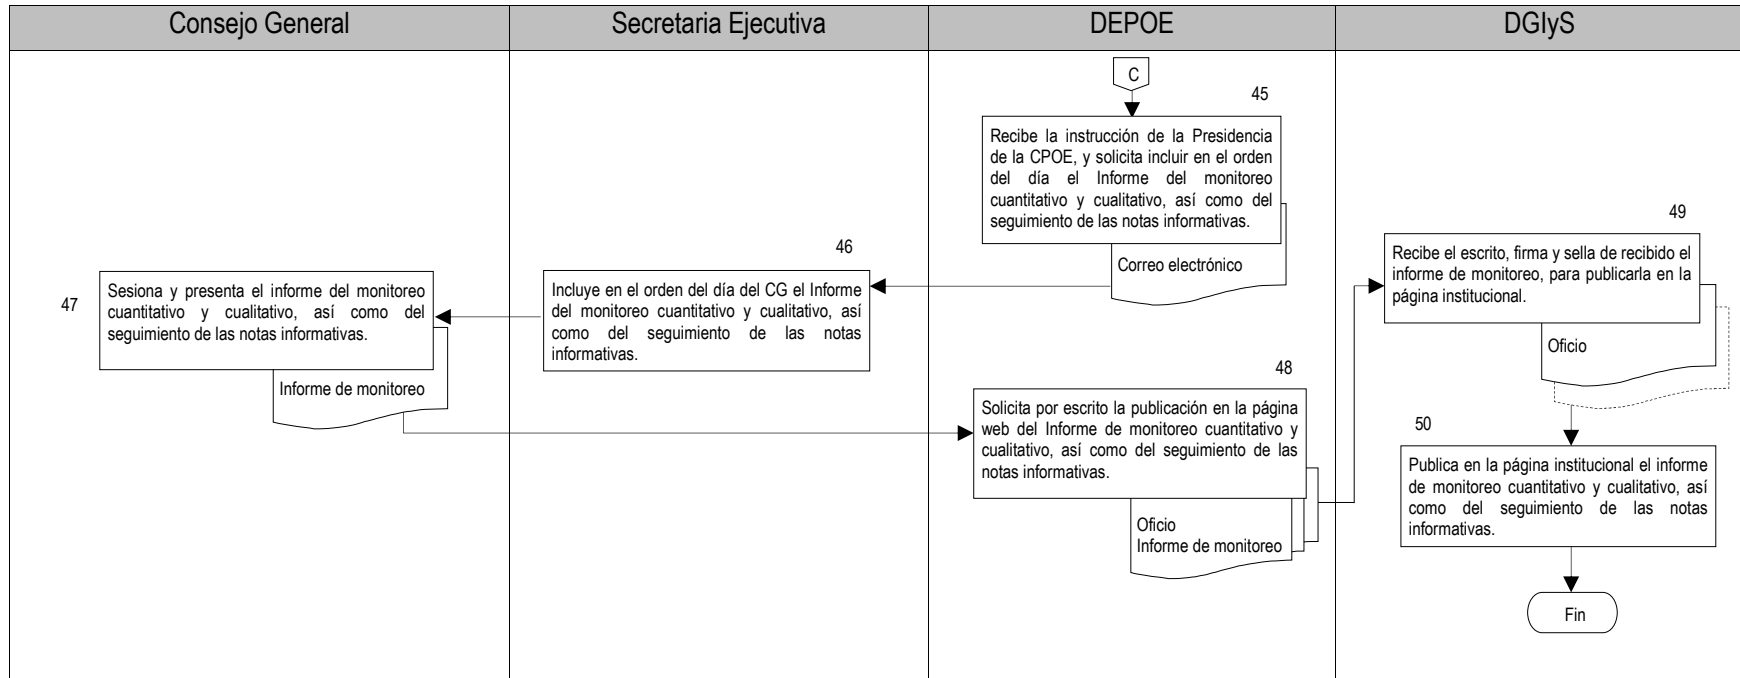 Consejo General
Secretaria Ejecutiva
DEPOE
DGIyS
C
45
Recibe la instrucción de la Presidencia
de la CPOE, y solicita incluir en el orden
del día el Informe del monitoreo
cuantitativo y cualitativo, así como del
seguimiento de las notas informativas.
Correo electrónico
46
Incluye en el orden del día del CG el Informe
del monitoreo cuantitativo y cualitativo, así
como del seguimiento de las notas
informativas.
47
Sesiona y presenta el informe del monitoreo
cuantitativo y cualitativo, así como del
seguimiento de las notas informativas.
Informe de monitoreo
48
Solicita por escrito la publicación en la página
web del Informe de monitoreo cuantitativo y
cualitativo, así como del seguimiento de las
notas informativas.
Oficio
Informe de monitoreo
49
Recibe el escrito, firma y sella de recibido el
informe de monitoreo, para publicarla en la
página institucional.
Oficio
50
Publica en la página institucional el informe
de monitoreo cuantitativo y cualitativo, así
como del seguimiento de las notas
informativas.
Fin